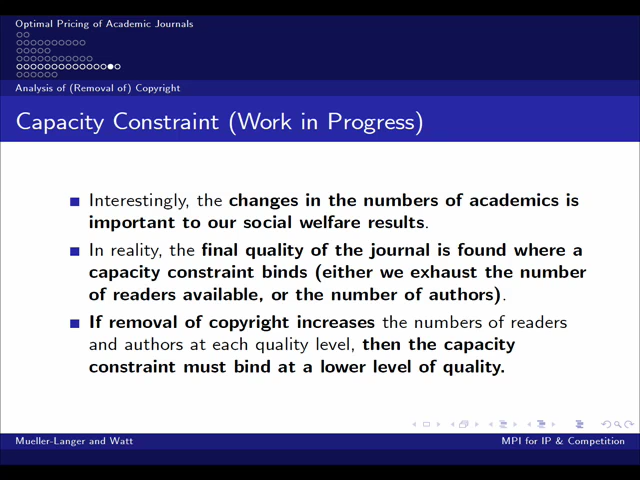 Optimal Pricing of Academic Journals
Analysis of (Removal of) Copyright
Capacity Constraint (Work in Progress)
Interestingly, the changes in the numbers of academics is
important to our social welfare results.
In reality, the final quality of the journal is found where a
capacity constraint binds (either we exhaust the number
of readers available, or the number of authors).
If removal of copyright increases the numbers of readers
and authors at each quality level, then the capacity
constraint must bind at a lower level of quality.
Mueller-Langer and Watt
MPI for IP & Competition